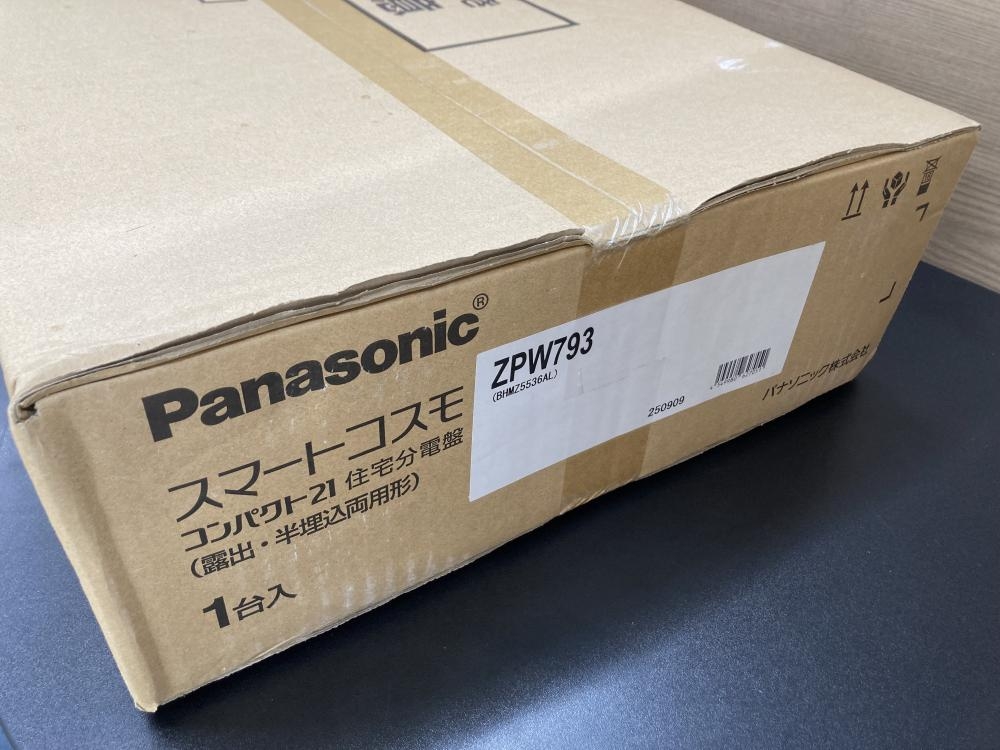 Panasonic®
スマートコスモ
コンパクト21 住宅分電盤
(露出・半埋込両用形)
1台入
ZPW793
(BHMZ5536AL)
250909
パナソニック株式会社